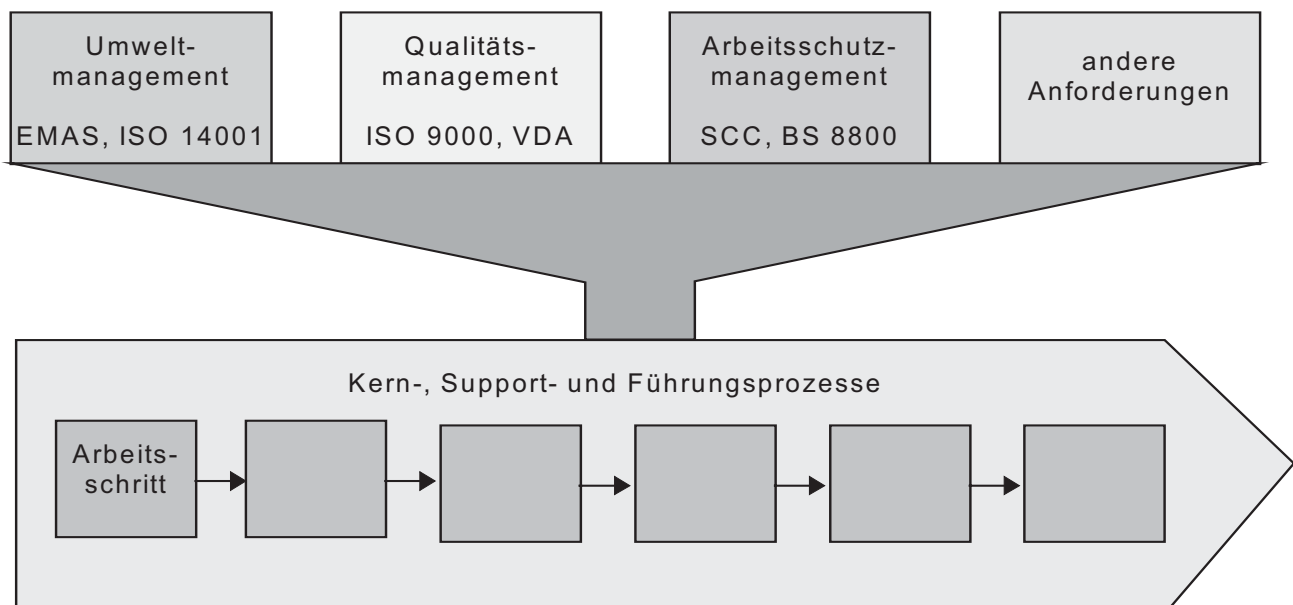 Umwelt-
management
EMAS, ISO 14001
Qualitäts-
management
ISO 9000, VDA
Arbeitsschutz-
management
SCC, BS 8800
andere
Anforderungen
Kern-, Support- und Führungsprozesse
Arbeits-
schritt